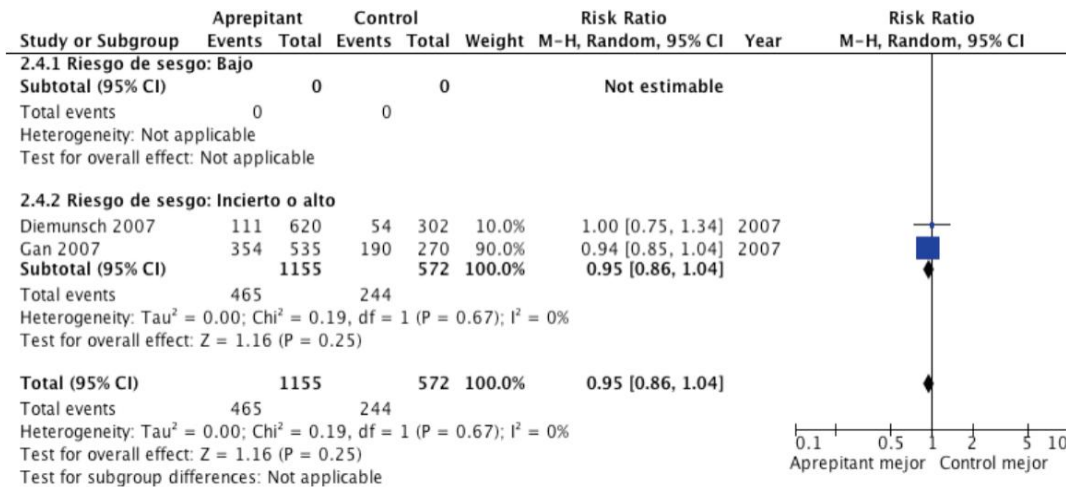 Aprepitant Control Risk Ratio Risk Ratio
Study or Subgroup Events Total Events Total Weight M-H, Random, 95% CI Year M-H, Random, 95% CI
2.4.1 Riesgo de sesgo: Bajo
Subtotal (95% CI) 0 0 Not estimable
Total events 0 0
Heterogeneity: Not applicable
Test for overall effect: Not applicable
2.4.2 Riesgo de sesgo: Incierto o alto
Diemunsch 2007 111 620 54 302 10.0% 1.00 [0.75, 1.34] 2007
Gan 2007 354 535 190 270 90.0% 0.94 [0.85, 1.04] 2007
Subtotal (95% CI) 1155 572 100.0% 0.95 [0.86, 1.04]
Total events 465 244
Heterogeneity: Tau² = 0.00; Chi² = 0.19, df = 1 (P = 0.67); I² = 0%
Test for overall effect: Z = 1.16 (P = 0.25)
Total (95% CI) 1155 572 100.0% 0.95 [0.86, 1.04]
Total events 465 244
Heterogeneity: Tau² = 0.00; Chi² = 0.19, df = 1 (P = 0.67); I² = 0%
Test for overall effect: Z = 1.16 (P = 0.25)
Test for subgroup differences: Not applicable
0.1 0.5 1 2 5 10
Aprepitant mejor Control mejor